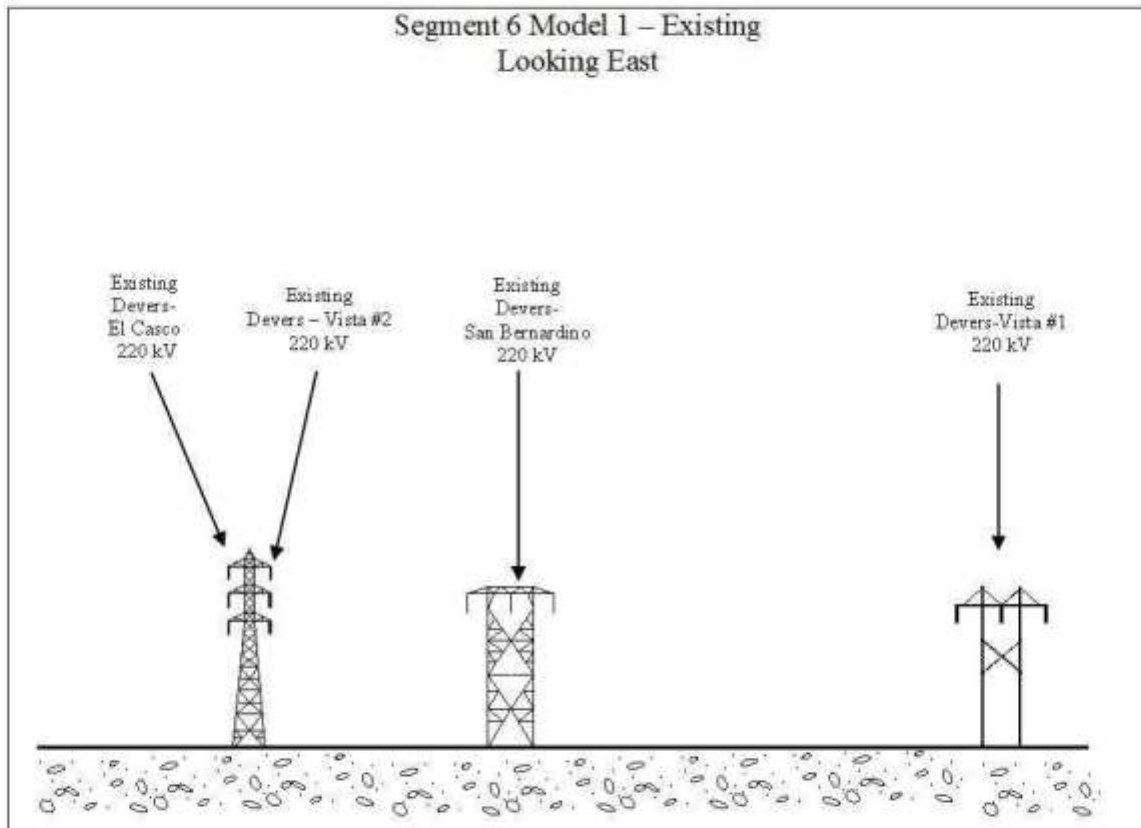 Segment 6 Model 1 – Existing
Looking East
Existing
Devers-
El Casco
220 kV
Existing
Devers – Vista #2
220 kV
Existing
Devers-
San Bernardino
220 kV
Existing
Devers-Vista #1
220 kV